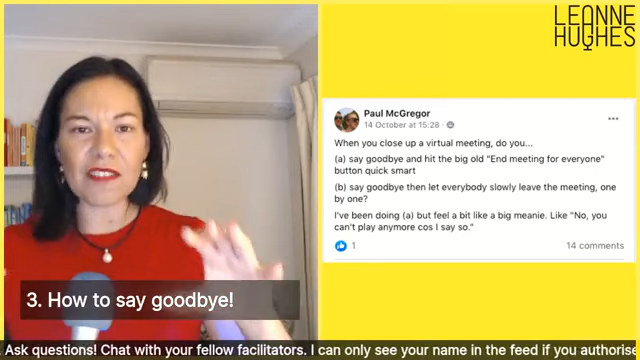 LEANNE
HUGHES
Paul McGregor
14 October at 15:28
When you close up a virtual meeting, do you...
(a) say goodbye and hit the big old "End meeting for everyone"
button quick smart
(b) say goodbye then let everybody slowly leave the meeting, one
by one?
I've been doing (a) but feel a bit like a big meanie. Like "No, you
can't play anymore cos I say so."
1
14 comments
3. How to say goodbye!
. Ask questions! Chat with your fellow facilitators. I can only see your name in the feed if you authorise